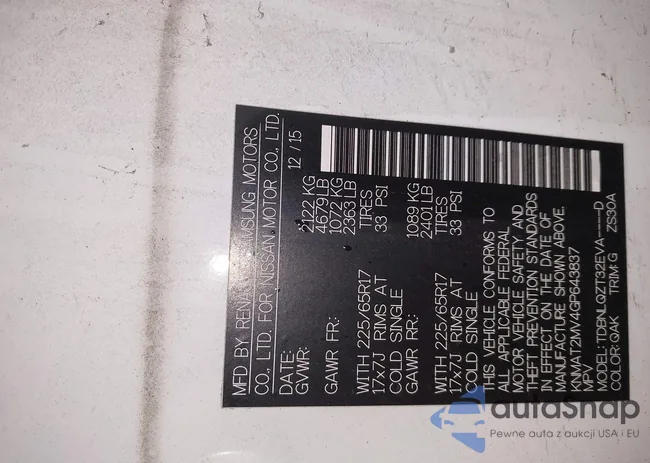 MFD BY RENAULT SAMSUNG MOTORS
CO., LTD. FOR NISSAN MOTOR CO., LTD.
DATE: 12 / 15
GVWR: 2122 KG
4679 LB
GAWR FR: 1072 KG
2363 LB
WITH 225/65R17 TIRES
17x7J RIMS AT 33 PSI
COLD SINGLE
GAWR RR: 1089 KG
2401 LB
WITH 225/65R17 TIRES
17x7J RIMS AT 33 PSI
COLD SINGLE
THIS VEHICLE CONFORMS TO
ALL APPLICABLE FEDERAL
MOTOR VEHICLE SAFETY AND
THEFT PREVENTION STANDARDS
IN EFFECT ON THE DATE OF
MANUFACTURE SHOWN ABOVE.
KNMAT2MV4GP643837
MPV
MODEL: TDBNLQZT32EYA-----D
COLOR: QAK TRIM: G ZS30A
autaSnap
Pewne auta z aukcji USA i EU